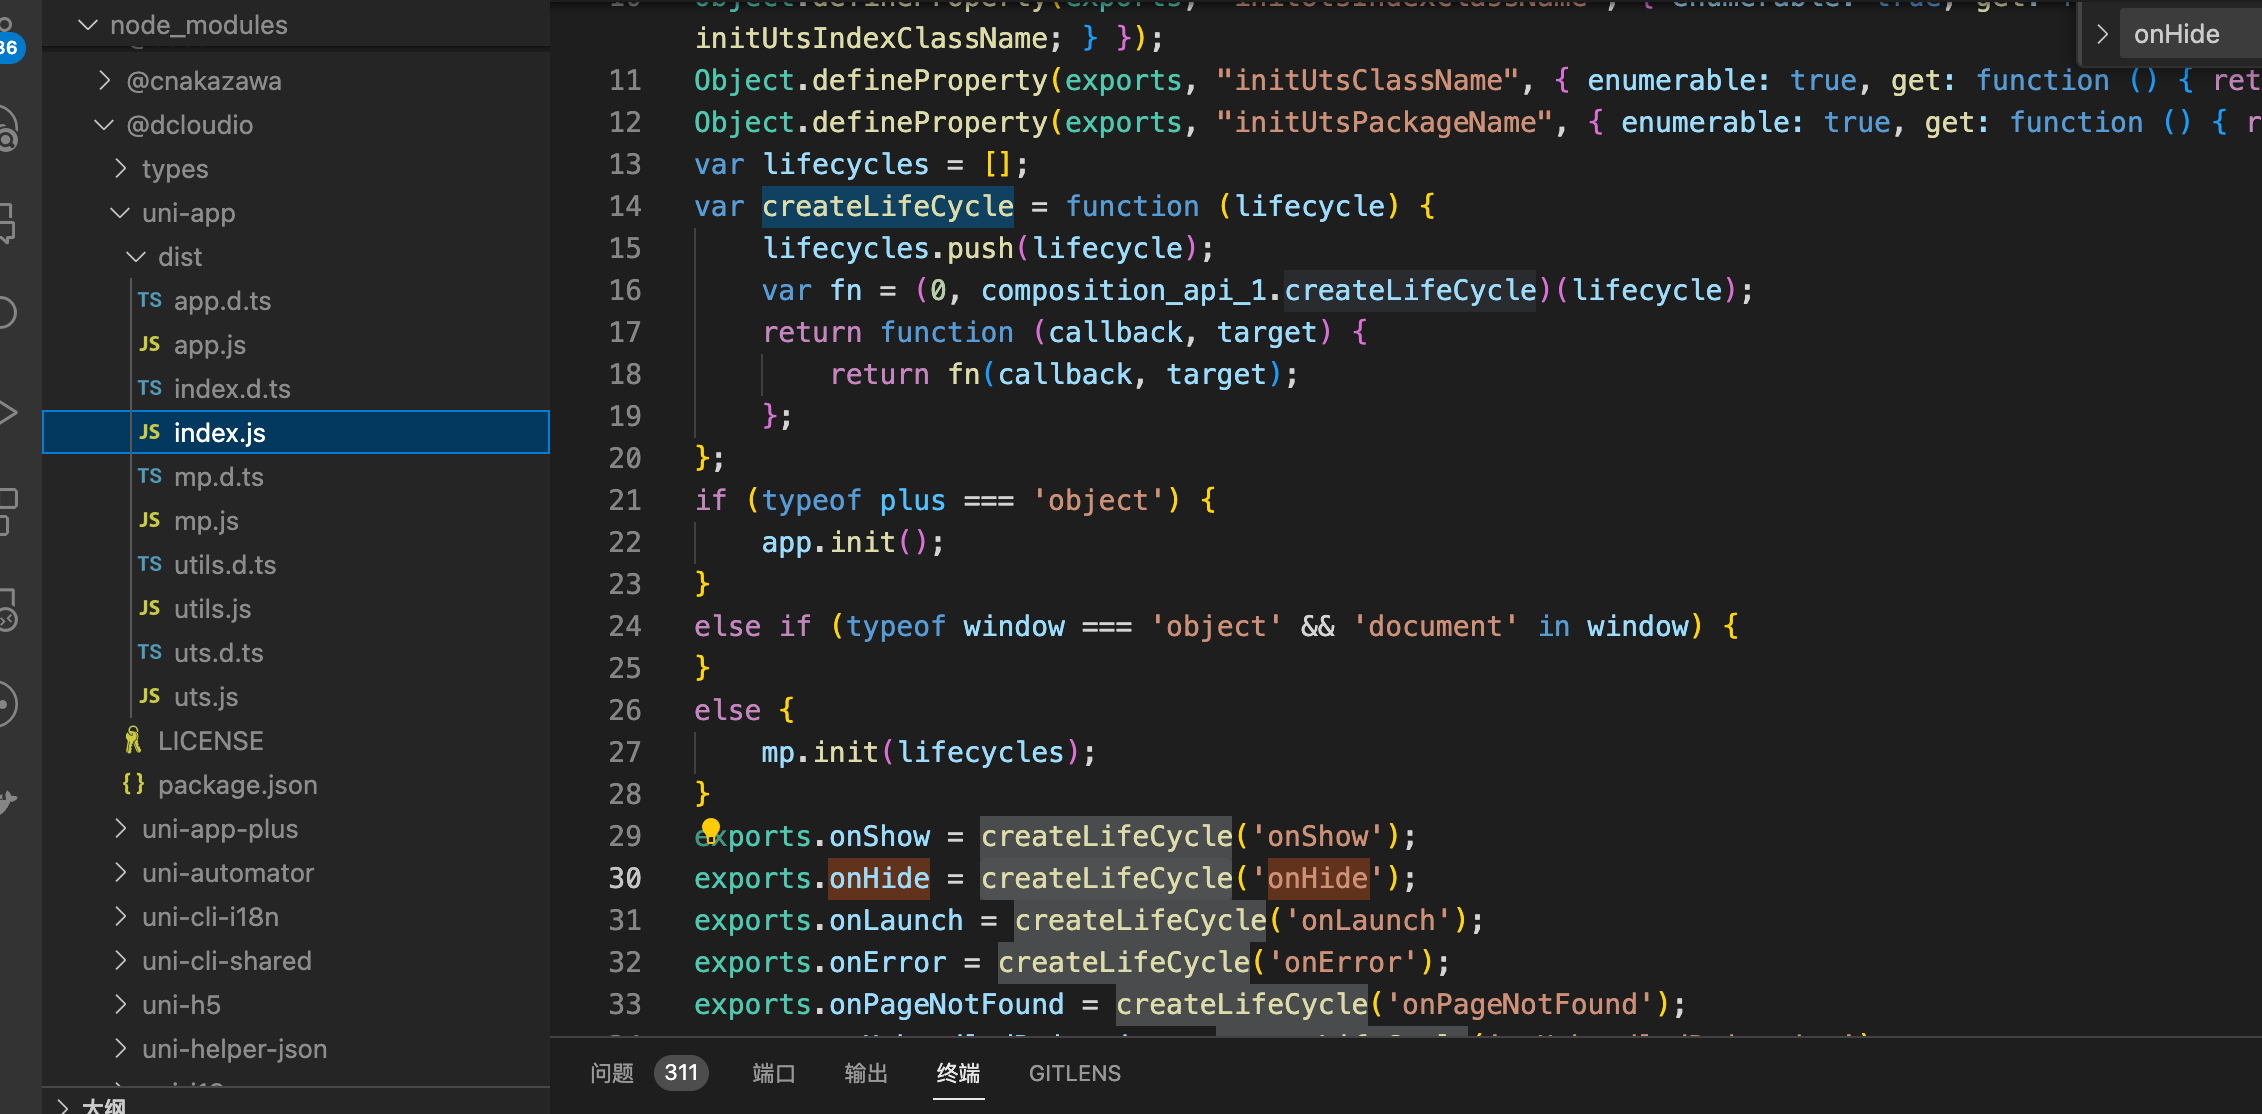 36
node_modules
@cnakazawa
@dcloudio
types
uni-app
dist
TS app.d.ts
JS app.js
TS index.d.ts
JS index.js
TS mp.d.ts
JS mp.js
TS utils.d.ts
JS utils.js
TS uts.d.ts
JS uts.js
LICENSE
{} package.json
uni-app-plus
uni-automator
uni-cli-i18n
uni-cli-shared
uni-h5
uni-helper-json
大纲
onHide
initUtsIndexClassName; } });
11 Object.defineProperty(exports, "initUtsClassName", { enumerable: true, get: function () { ret
12 Object.defineProperty(exports, "initUtsPackageName", { enumerable: true, get: function () { r
13 var lifecycles = [];
14 var createLifeCycle = function (lifecycle) {
15 lifecycles.push(lifecycle);
16 var fn = (0, composition_api_1.createLifeCycle)(lifecycle);
17 return function (callback, target) {
18 return fn(callback, target);
19 };
20 };
21 if (typeof plus === 'object') {
22 app.init();
23 }
24 else if (typeof window === 'object' && 'document' in window) {
25 }
26 else {
27 mp.init(lifecycles);
28 }
29 exports.onShow = createLifeCycle('onShow');
30 exports.onHide = createLifeCycle('onHide');
31 exports.onLaunch = createLifeCycle('onLaunch');
32 exports.onError = createLifeCycle('onError');
33 exports.onPageNotFound = createLifeCycle('onPageNotFound');
问题 311 端口 输出 终端 GITLENS